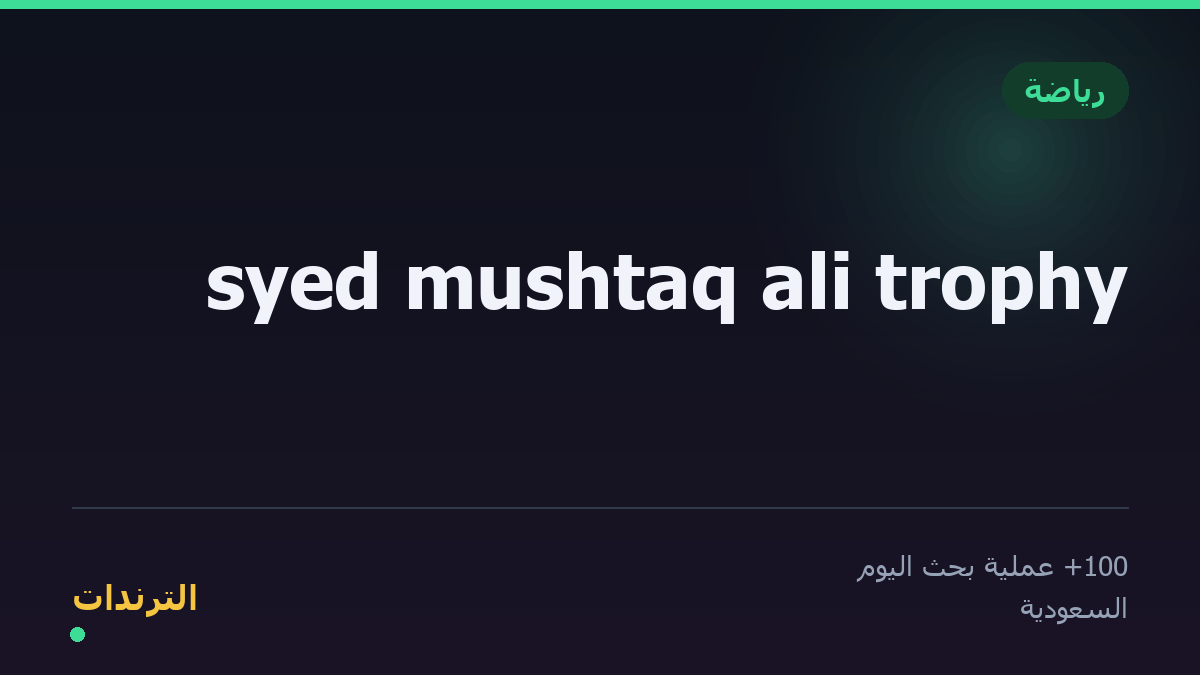 رياضة
syed mushtaq ali trophy
100+ عملية بحث اليوم
السعودية
الترندات